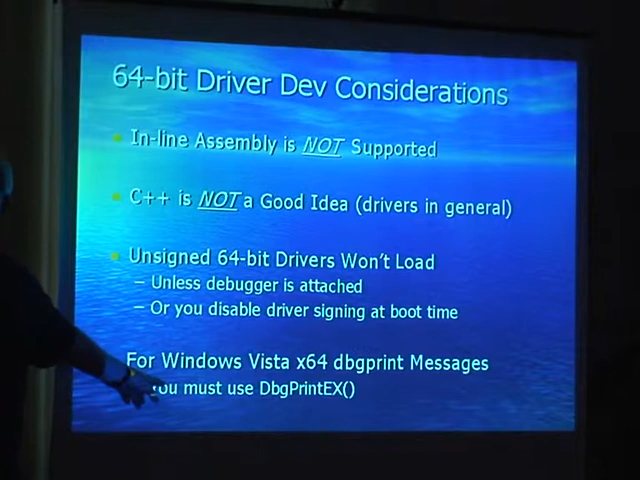 64-bit Driver Dev Considerations
In-line Assembly is NOT Supported
C++ is NOT a Good Idea (drivers in general)
Unsigned 64-bit Drivers Won't Load
– Unless debugger is attached
– Or you disable driver signing at boot time
For Windows Vista x64 dbgprint Messages
must use DbgPrintEX()